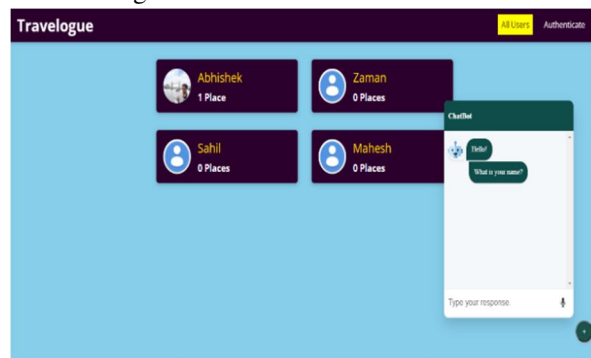 Travelogue
All Users
Authenticate
Abhishek
1 Place
Zaman
0 Places
Sahil
0 Places
Mahesh
0 Places
ChatBot
Hello!
What is your name?
Type your response.